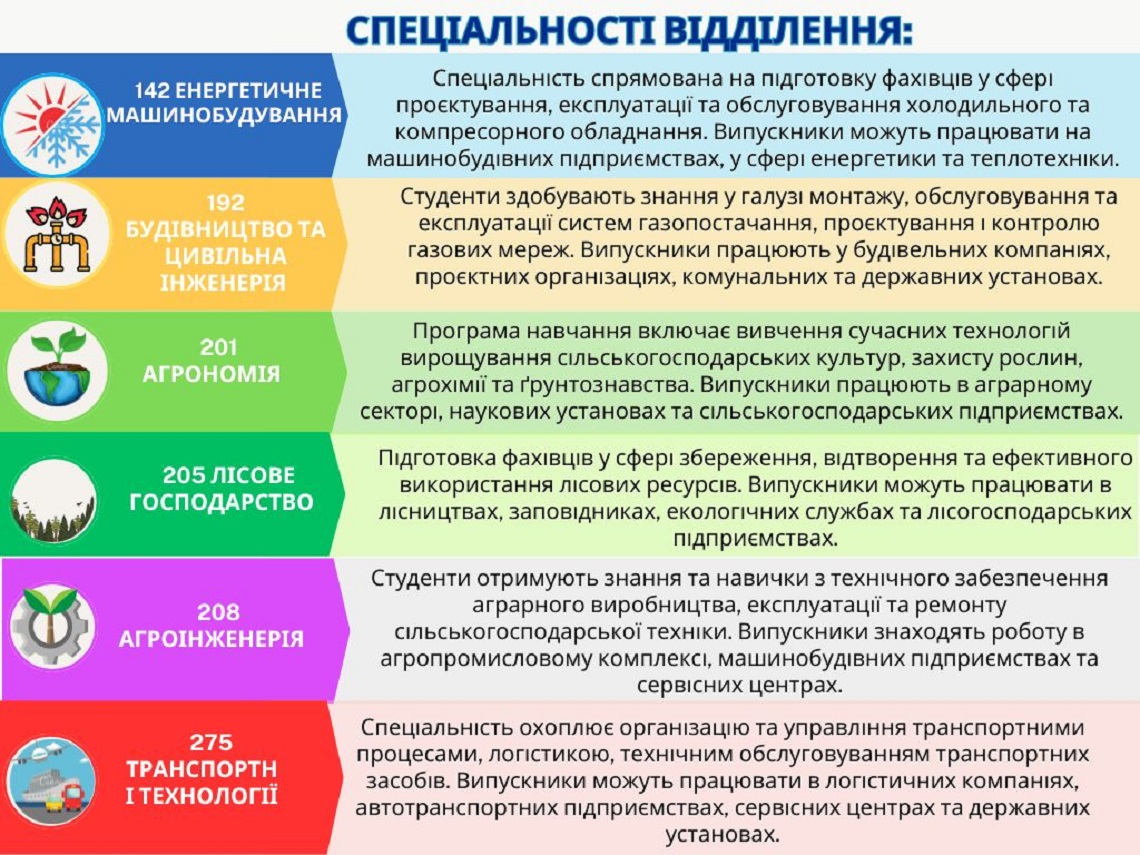 СПЕЦІАЛЬНОСТІ ВІДДІЛЕННЯ:
142 ЕНЕРГЕТИЧНЕ
МАШИНОБУДУВАННЯ
Спеціальність спрямована на підготовку фахівців у сфері
проєктування, експлуатації та обслуговування холодильного та
компресорного обладнання. Випускники можуть працювати на
машинобудівних підприємствах, у сфері енергетики та теплотехніки.
192
БУДІВНИЦТВО ТА
ЦИВІЛЬНА
ІНЖЕНЕРІЯ
Студенти здобувають знання у галузі монтажу, обслуговування та
експлуатації систем газопостачання, проєктування і контролю
газових мереж. Випускники працюють у будівельних компаніях,
проєктних організаціях, комунальних та державних установах.
201
АГРОНОМІЯ
Програма навчання включає вивчення сучасних технологій
вирощування сільськогосподарських культур, захисту рослин,
агрохімії та ґрунтознавства. Випускники працюють в аграрному
секторі, наукових установах та сільськогосподарських підприємствах.
205 ЛІСОВЕ
ГОСПОДАРСТВО
Підготовка фахівців у сфері збереження, відтворення та ефективного
використання лісових ресурсів. Випускники можуть працювати в
лісництвах, заповідниках, екологічних службах та лісогосподарських
підприємствах.
208
АГРОІНЖЕНЕРІЯ
Студенти отримують знання та навички з технічного забезпечення
аграрного виробництва, експлуатації та ремонту
сільськогосподарської техніки. Випускники знаходять роботу в
агропромисловому комплексі, машинобудівних підприємствах та
сервісних центрах.
275
ТРАНСПОРТН
І ТЕХНОЛОГІЇ
Спеціальність охоплює організацію та управління транспортними
процесами, логістикою, технічним обслуговуванням транспортних
засобів. Випускники можуть працювати в логістичних компаніях,
автотранспортних підприємствах, сервісних центрах та державних
установах.